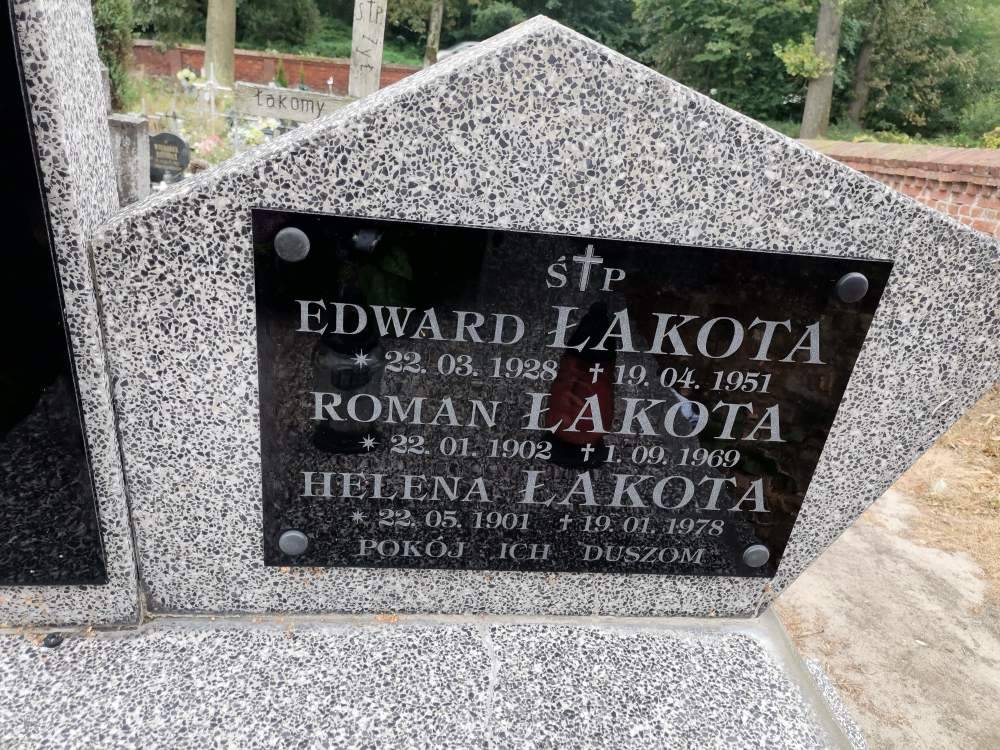 ŚP
Łakomy
Ś†P
EDWARD ŁAKOTA
* 22. 03. 1928 † 19. 04. 1951
ROMAN ŁAKOTA
* 22. 01. 1902 † 1. 09. 1969
HELENA ŁAKOTA
* 22. 05. 1901 † 19. 01. 1978
POKÓJ ICH DUSZOM